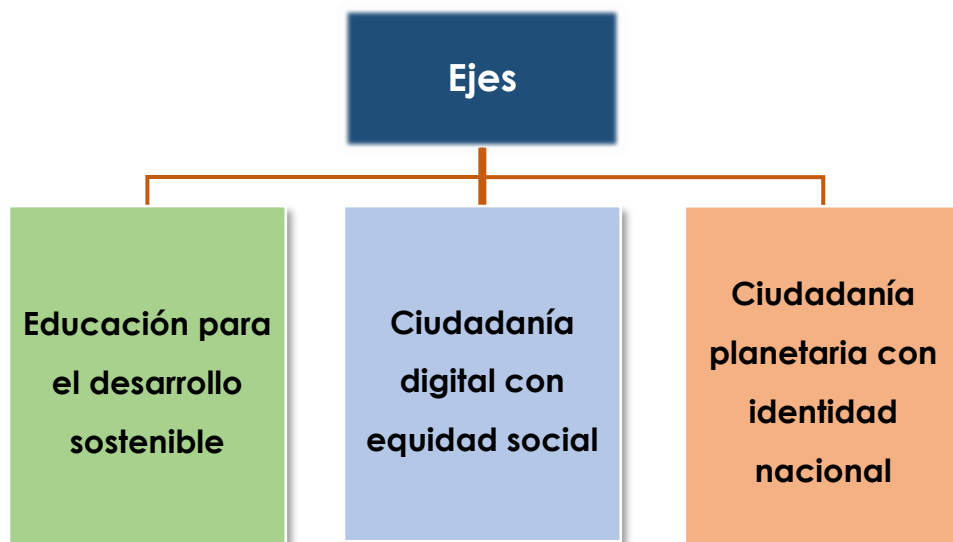 Ejes
Educación para
el desarrollo
sostenible
Ciudadanía
digital con
equidad social
Ciudadanía
planetaria con
identidad
nacional